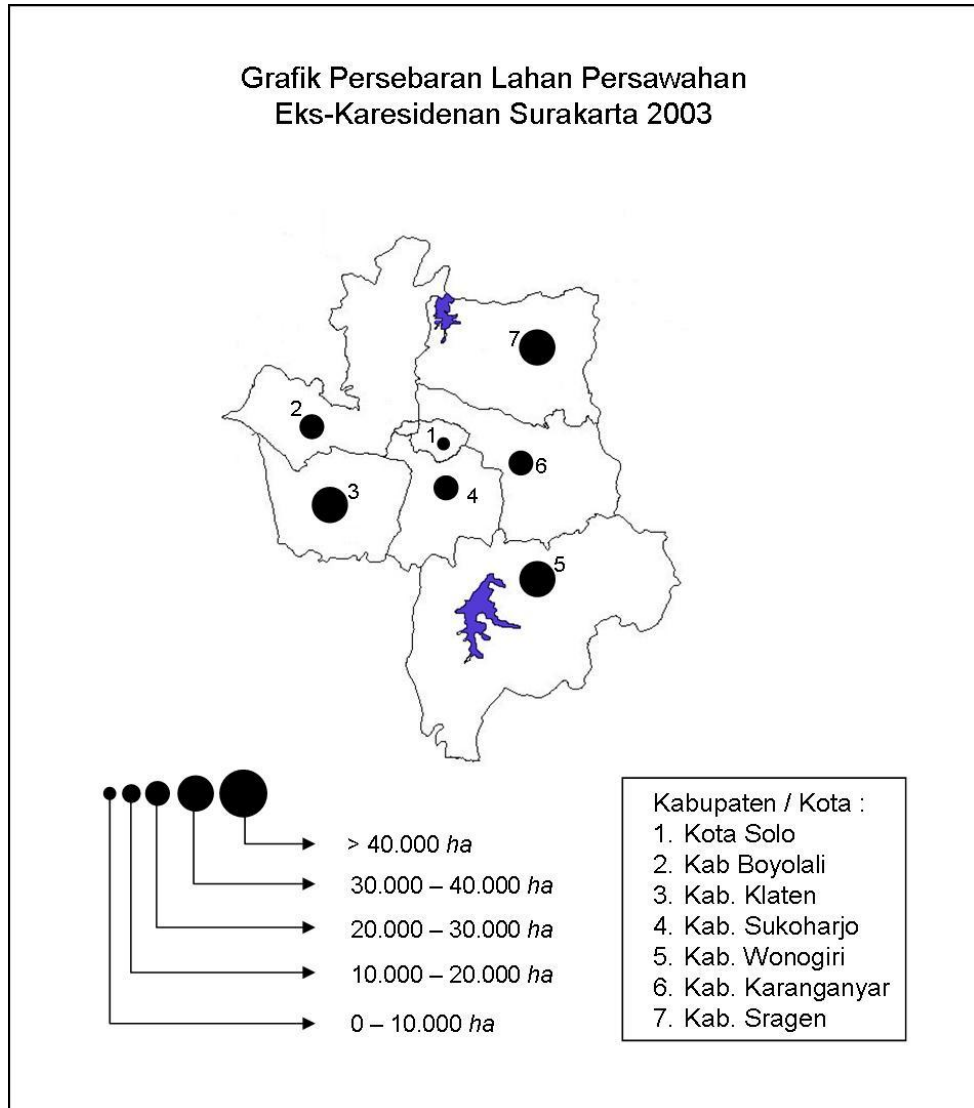 Grafik Persebaran Lahan Persawahan
Eks-Karesidenan Surakarta 2003
7
2
1
6
3
4
5
> 40.000 ha
30.000 – 40.000 ha
20.000 – 30.000 ha
10.000 – 20.000 ha
0 – 10.000 ha
Kabupaten / Kota :
1. Kota Solo
2. Kab Boyolali
3. Kab. Klaten
4. Kab. Sukoharjo
5. Kab. Wonogiri
6. Kab. Karanganyar
7. Kab. Sragen